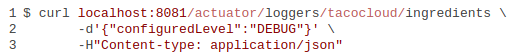 1 $ curl localhost:8081/actuator/loggers/tacocloud/ingredients \
2 -d'{"configuredLevel":"DEBUG"}' \
3 -H"Content-type: application/json"